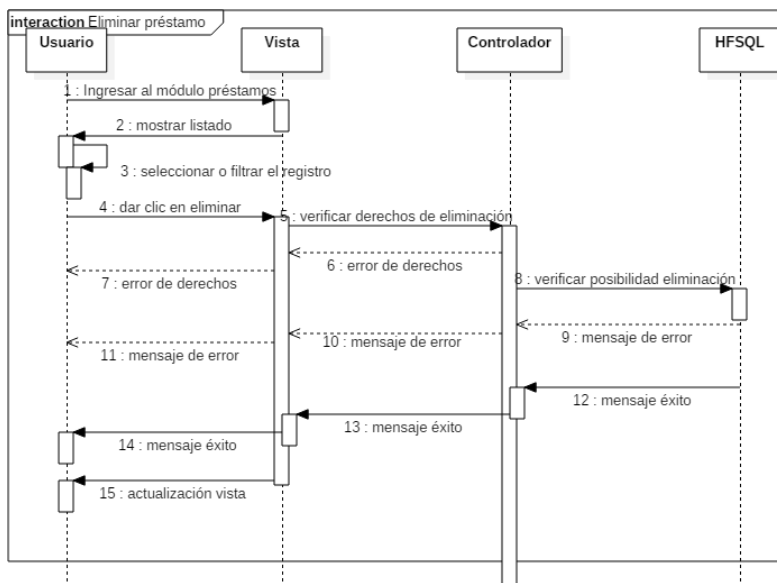 interaction Eliminar préstamo
Usuario
Vista
Controlador
HFSQL
1 : Ingresar al módulo préstamos
2 : mostrar listado
3 : seleccionar o filtrar el registro
4 : dar clic en eliminar
5 : verificar derechos de eliminación
6 : error de derechos
7 : error de derechos
8 : verificar posibilidad eliminación
9 : mensaje de error
10 : mensaje de error
11 : mensaje de error
12 : mensaje éxito
13 : mensaje éxito
14 : mensaje éxito
15 : actualización vista